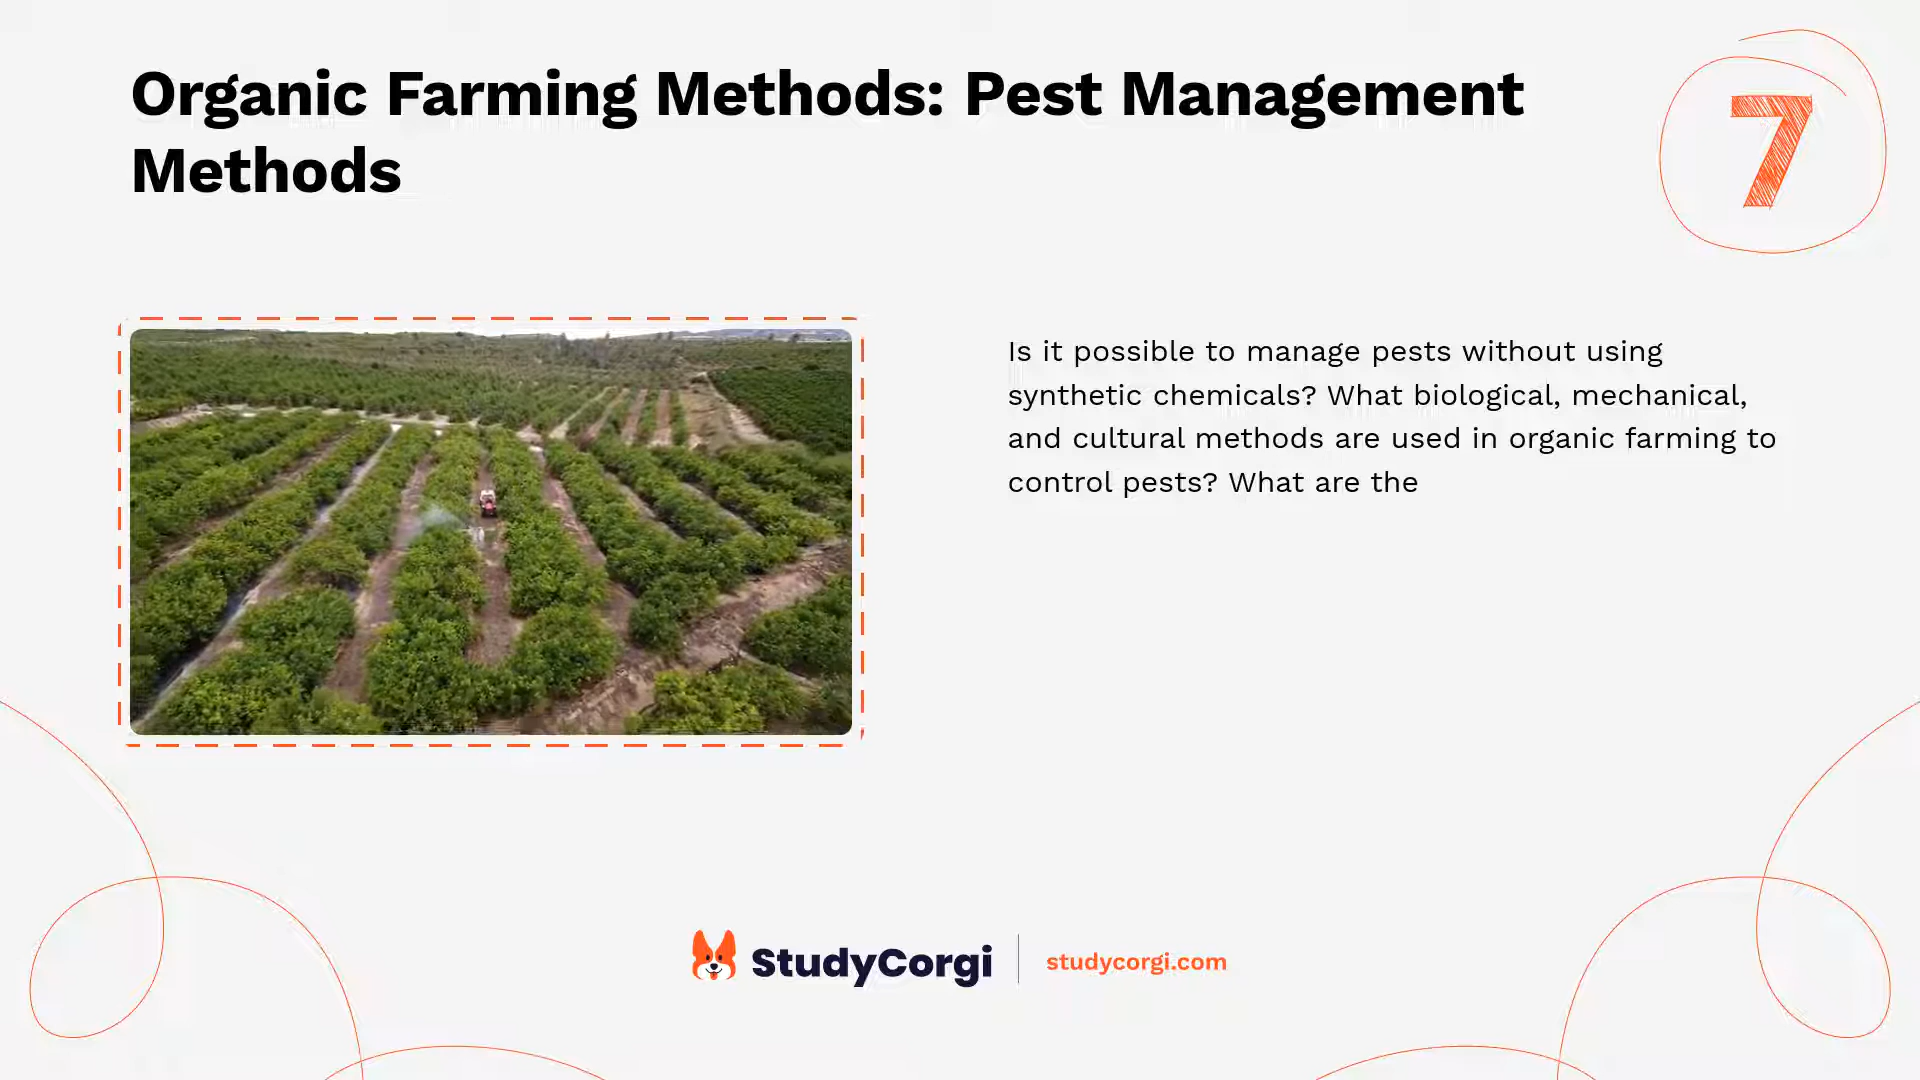 Organic Farming Methods: Pest Management
Methods
7
Is it possible to manage pests without using
synthetic chemicals? What biological, mechanical,
and cultural methods are used in organic farming to
control pests? What are the
StudyCorgi
studycorgi.com